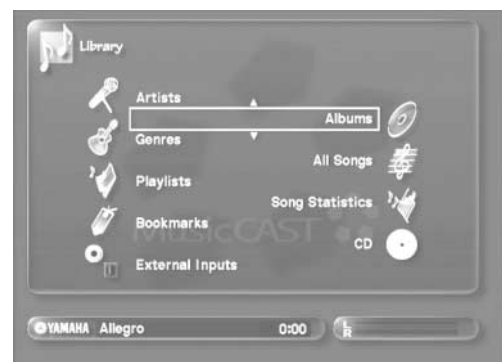 Library
Artists
Albums
Genres
All Songs
Playlists
Song Statistics
Bookmarks
MusicCAST
CD
External Inputs
YAMAHA Allegro 0:00 L
R